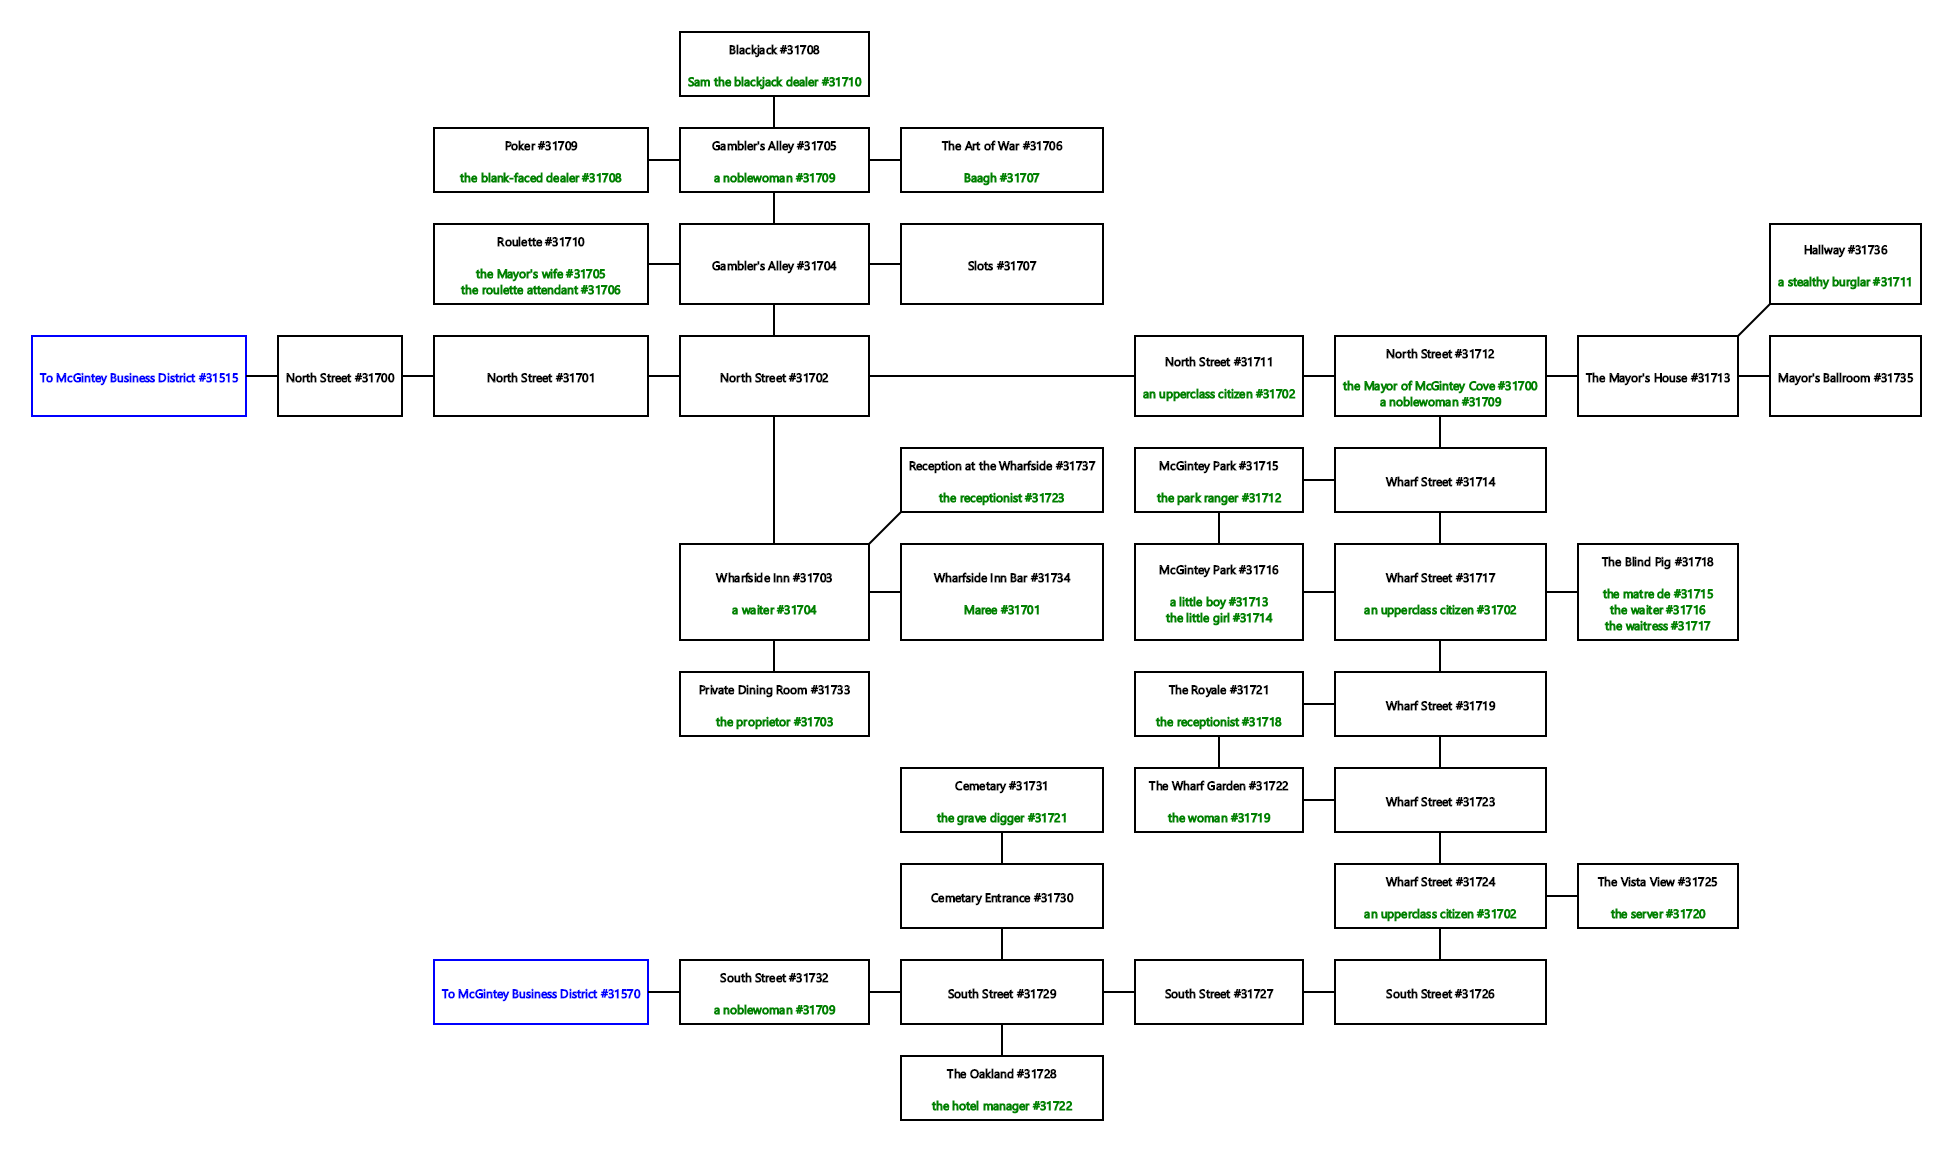 Blackjack #31708
Sam the blackjack dealer #31710
Poker #31709
the blank-faced dealer #31708
Gambler's Alley #31705
a noblewoman #31709
The Art of War #31706
Baagh #31707
Roulette #31710
the Mayor's wife #31705
the roulette attendant #31706
Gambler's Alley #31704
Slots #31707
Hallway #31736
a stealthy burglar #31711
To McGintey Business District #31515
North Street #31700
North Street #31701
North Street #31702
North Street #31711
an upperclass citizen #31702
North Street #31712
the Mayor of McGintey Cove #31700
a noblewoman #31709
The Mayor's House #31713
Mayor's Ballroom #31735
Reception at the Wharfside #31737
the receptionist #31723
McGintey Park #31715
the park ranger #31712
Wharf Street #31714
Wharfside Inn #31703
a waiter #31704
Wharfside Inn Bar #31734
Maree #31701
McGintey Park #31716
a little boy #31713
the little girl #31714
Wharf Street #31717
an upperclass citizen #31702
The Blind Pig #31718
the matre de #31715
the waiter #31716
the waitress #31717
Private Dining Room #31733
the proprietor #31703
The Royale #31721
the receptionist #31718
Wharf Street #31719
Cemetary #31731
the grave digger #31721
The Wharf Garden #31722
the woman #31719
Wharf Street #31723
Cemetary Entrance #31730
Wharf Street #31724
an upperclass citizen #31702
The Vista View #31725
the server #31720
To McGintey Business District #31570
South Street #31732
a noblewoman #31709
South Street #31729
South Street #31727
South Street #31726
The Oakland #31728
the hotel manager #31722